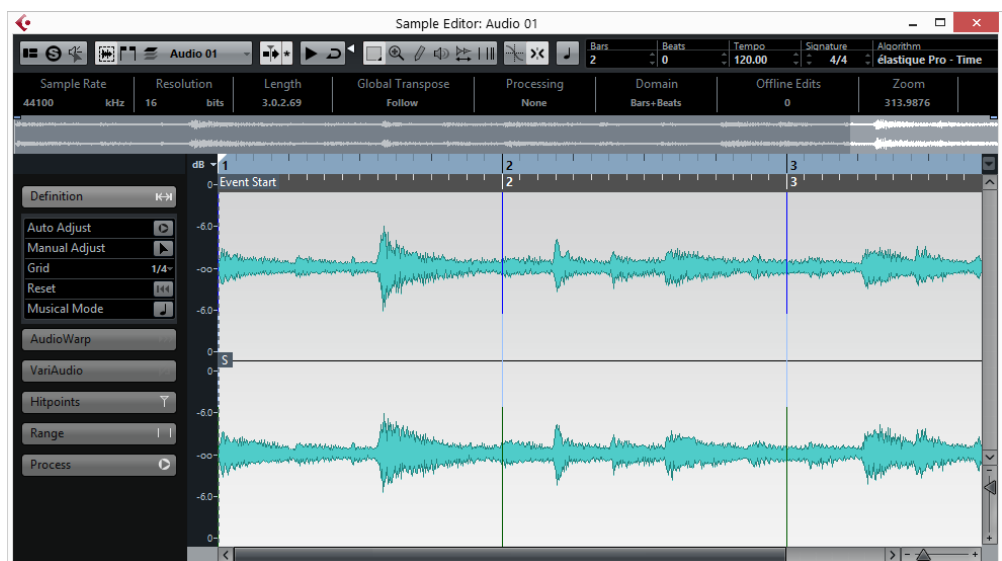 Sample Editor: Audio 01
Audio 01
Bars Beats Tempo Signature Algorithm
2 0 120.00 4/4 élastique Pro - Time
Sample Rate Resolution Length Global Transpose Processing Domain Offline Edits Zoom
44100 kHz 16 bits 3.0.2.69 Follow None Bars+Beats 0 313.9876
dB 1 2 3
0 Event Start 2 3
Definition
-6.0
Auto Adjust
Manual Adjust
-oo
Grid 1/4
Reset
Musical Mode
-6.0
AudioWarp
0
S
VariAudio
0
Hitpoints
-6.0
Range
-oo
Process
-6.0
0